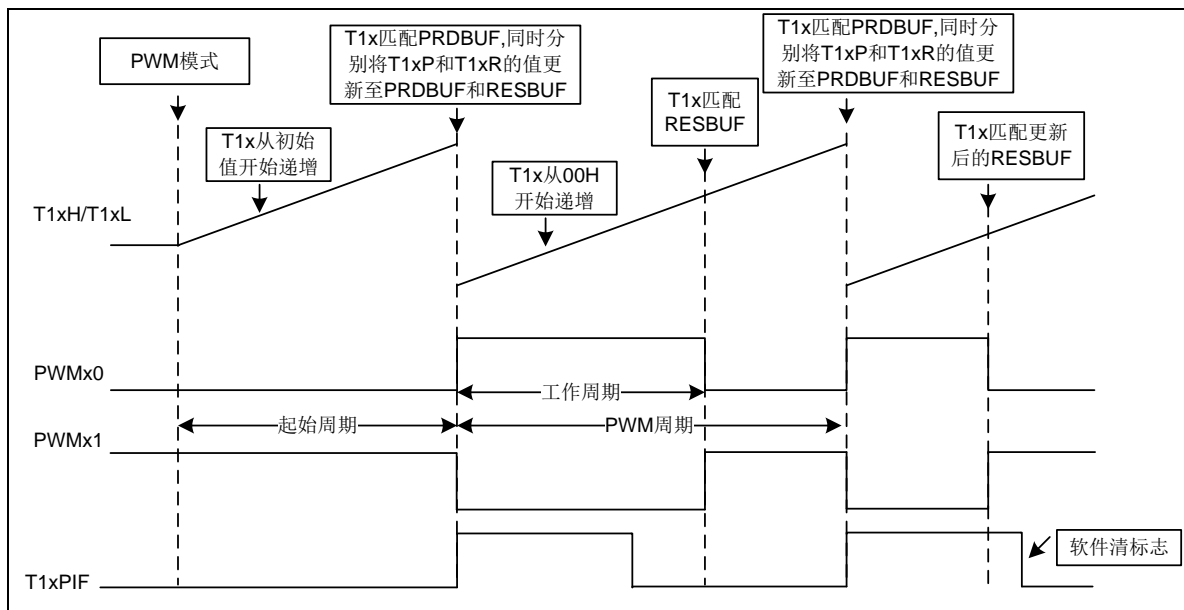 PWM模式
T1x匹配PRDBUF,同时分
别将T1xP和T1xR的值更
新至PRDBUF和RESBUF
T1x匹配PRDBUF,同时分
别将T1xP和T1xR的值更
新至PRDBUF和RESBUF
T1x匹配
RESBUF
T1x从初始
值开始递增
T1x匹配更新
后的RESBUF
T1x从00H
开始递增
T1xH/T1xL
PWMx0
工作周期
起始周期
PWM周期
PWMx1
软件清标志
T1xPIF